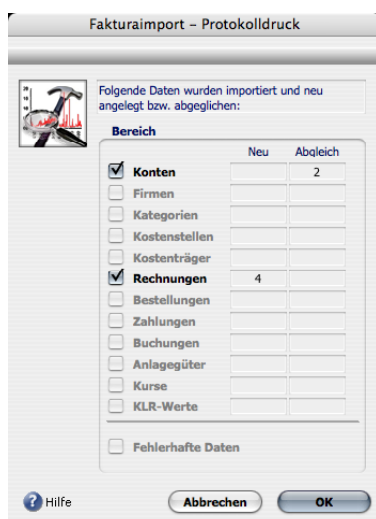 Fakturaimport – Protokolldruck
Folgende Daten wurden importiert und neu
angelegt bzw. abgeglichen:
Bereich
Neu Abgleich
Konten 2
Firmen
Kategorien
Kostenstellen
Kostenträger
Rechnungen 4
Bestellungen
Zahlungen
Buchungen
Anlagegüter
Kurse
KLR-Werte
Fehlerhafte Daten
? Hilfe Abbrechen OK